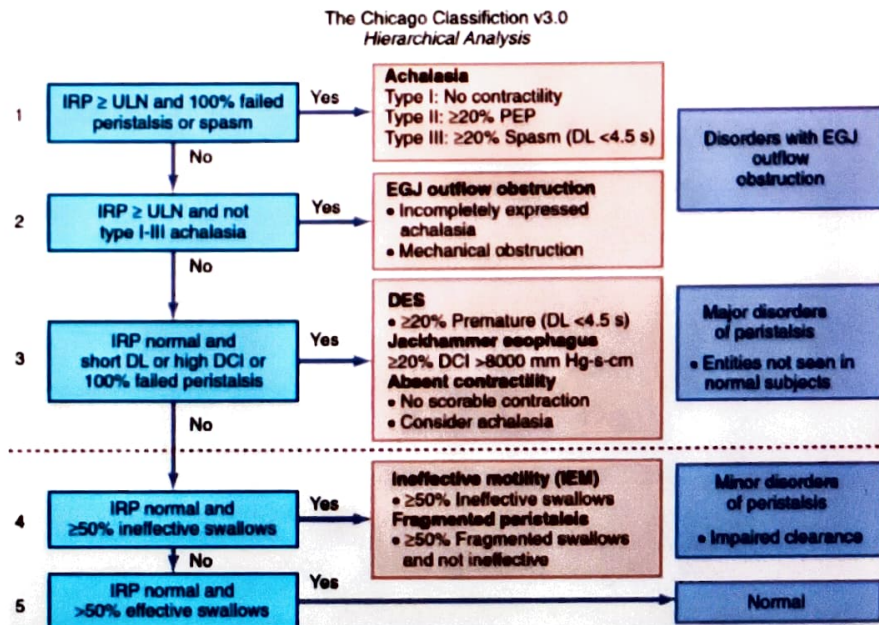 The Chicago Classifiction v3.0
Hierarchical Analysis
1
IRP ≥ ULN and 100% failed
peristalsis or spasm
Yes
Achalasia
Type I: No contractility
Type II: ≥20% PEP
Type III: ≥20% Spasm (DL <4.5 s)
Disorders with EGJ
outflow
obstruction
No
2
IRP ≥ ULN and not
type I-III achalasia
Yes
EGJ outflow obstruction
• Incompletely expressed
achalasia
• Mechanical obstruction
No
3
IRP normal and
short DL or high DCI or
100% failed peristalsis
Yes
DES
• ≥20% Premature (DL <4.5 s)
Jackhammer esophagus
≥20% DCI >8000 mm Hg-s-cm
Absent contractility
• No scorable contraction
• Consider achalasia
Major disorders
of peristalsis
• Entities not seen in
normal subjects
No
4
IRP normal and
≥50% ineffective swallows
Yes
Ineffective motility (IEM)
• ≥50% Ineffective swallows
Fragmented peristalsis
• ≥50% Fragmented swallows
and not ineffective
Minor disorders
of peristalsis
• Impaired clearance
No
5
IRP normal and
>50% effective swallows
Yes
Normal